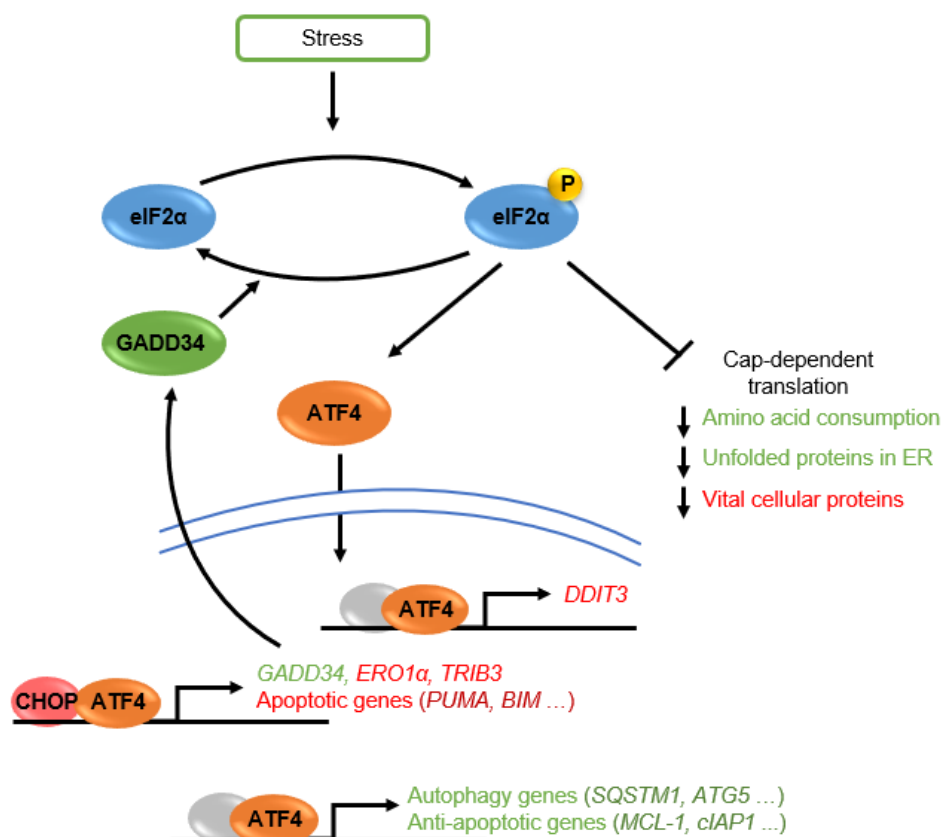 Stress
P
eIF2α
eIF2α
GADD34
ATF4
Cap-dependent
translation
Amino acid consumption
Unfolded proteins in ER
Vital cellular proteins
ATF4
DDIT3
GADD34, ERO1α, TRIB3
CHOP
ATF4
Apoptotic genes (PUMA, BIM ...)
Autophagy genes (SQSTM1, ATG5 ...)
ATF4
Anti-apoptotic genes (MCL-1, cIAP1 ...)